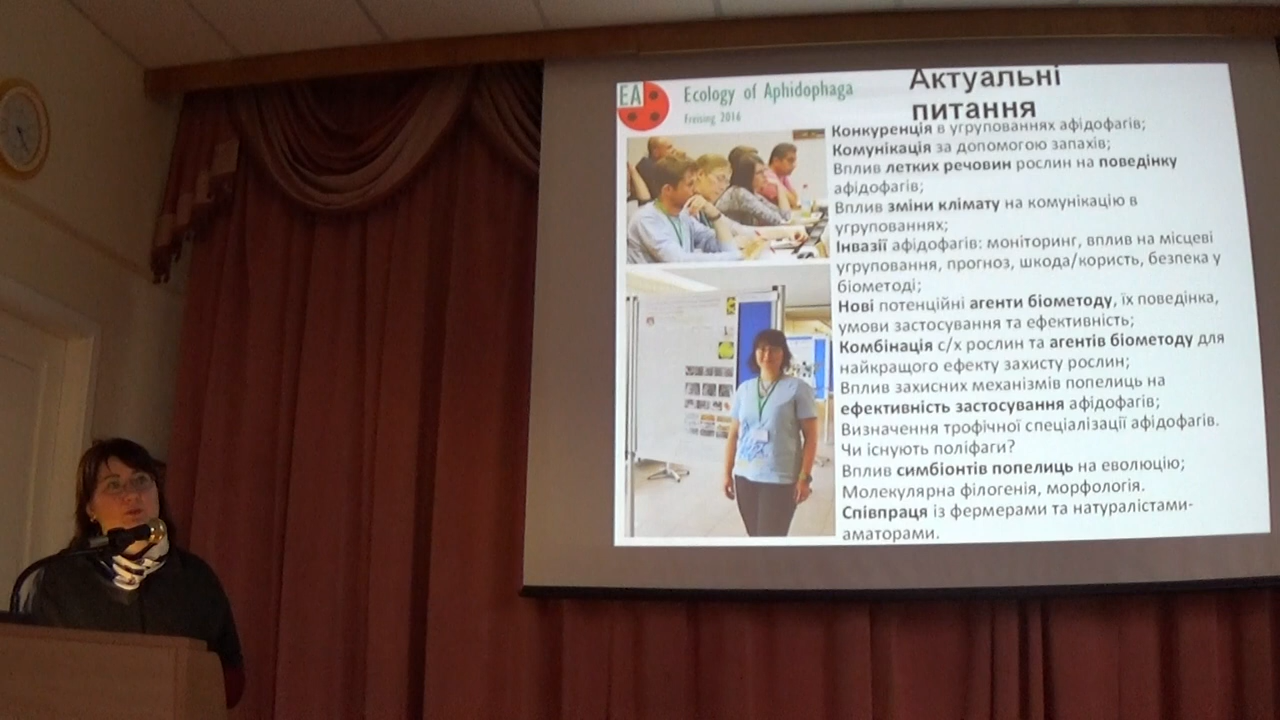 EA
Ecology of Aphidophaga
Freising 2016
Актуальні
питання
Конкуренція в угрупованнях афідофагів;
Комунікація за допомогою запахів;
Вплив летких речовин рослин на поведінку
афідофагів;
Вплив зміни клімату на комунікацію в
угрупованнях;
Інвазії афідофагів: моніторинг, вплив на місцеві
угруповання, прогноз, шкода/користь, безпека у
біометоді;
Нові потенційні агенти біометоду, їх поведінка,
умови застосування та ефективність;
Комбінація с/х рослин та агентів біометоду для
найкращого ефекту захисту рослин;
Вплив захисних механізмів попелиць на
ефективність застосування афідофагів;
Визначення трофічної спеціалізації афідофагів.
Чи існують поліфаги?
Вплив симбіонтів попелиць на еволюцію;
Молекулярна філогенія, морфологія.
Співпраця із фермерами та натуралістами-
аматорами.